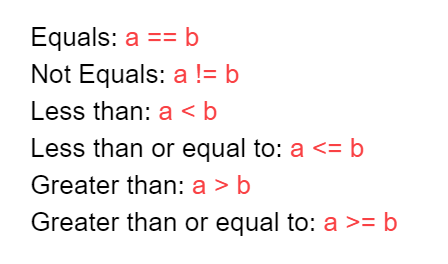 Equals: a == b
Not Equals: a != b
Less than: a < b
Less than or equal to: a <= b
Greater than: a > b
Greater than or equal to: a >= b